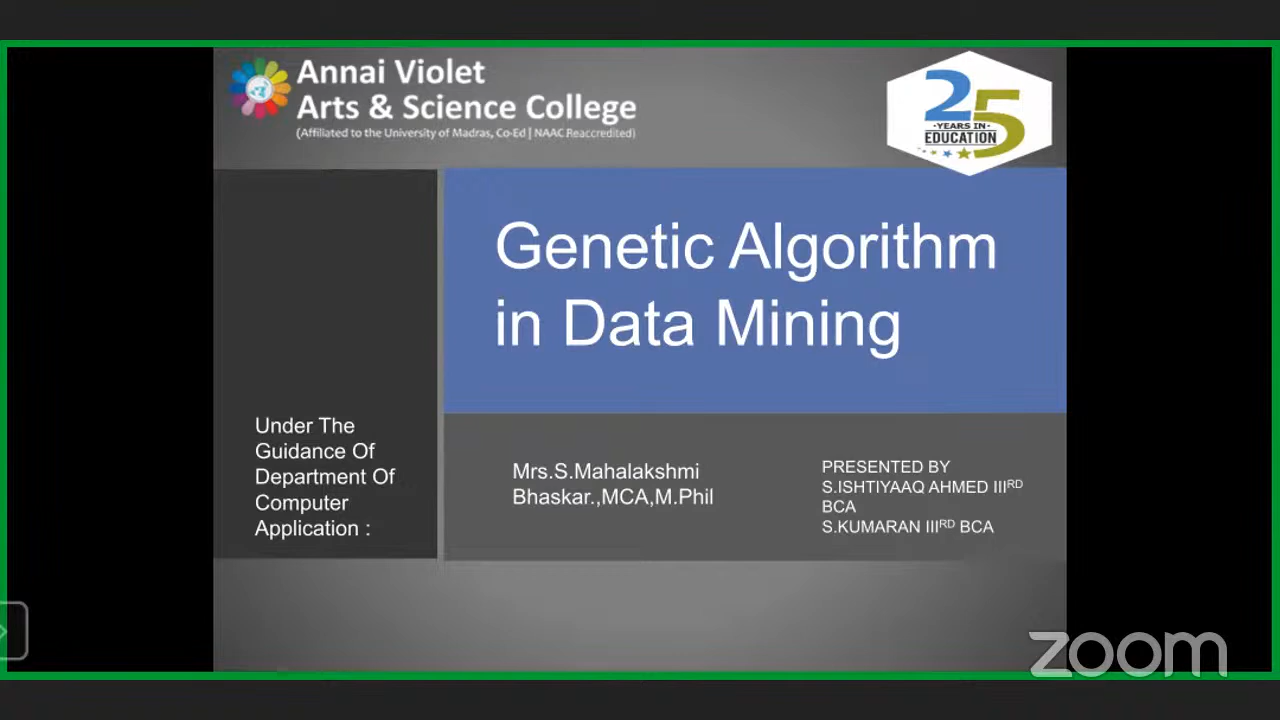 Annai Violet
Arts & Science College
(Affiliated to the University of Madras, Co-Ed | NAAC Reaccredited)
25
-YEARS IN-
EDUCATION
Genetic Algorithm
in Data Mining
Under The
Guidance Of
Department Of
Computer
Application :
Mrs.S.Mahalakshmi
Bhaskar.,MCA,M.Phil
PRESENTED BY
S.ISHTIYAAQ AHMED IIIRD
BCA
S.KUMARAN IIIRD BCA
zoom